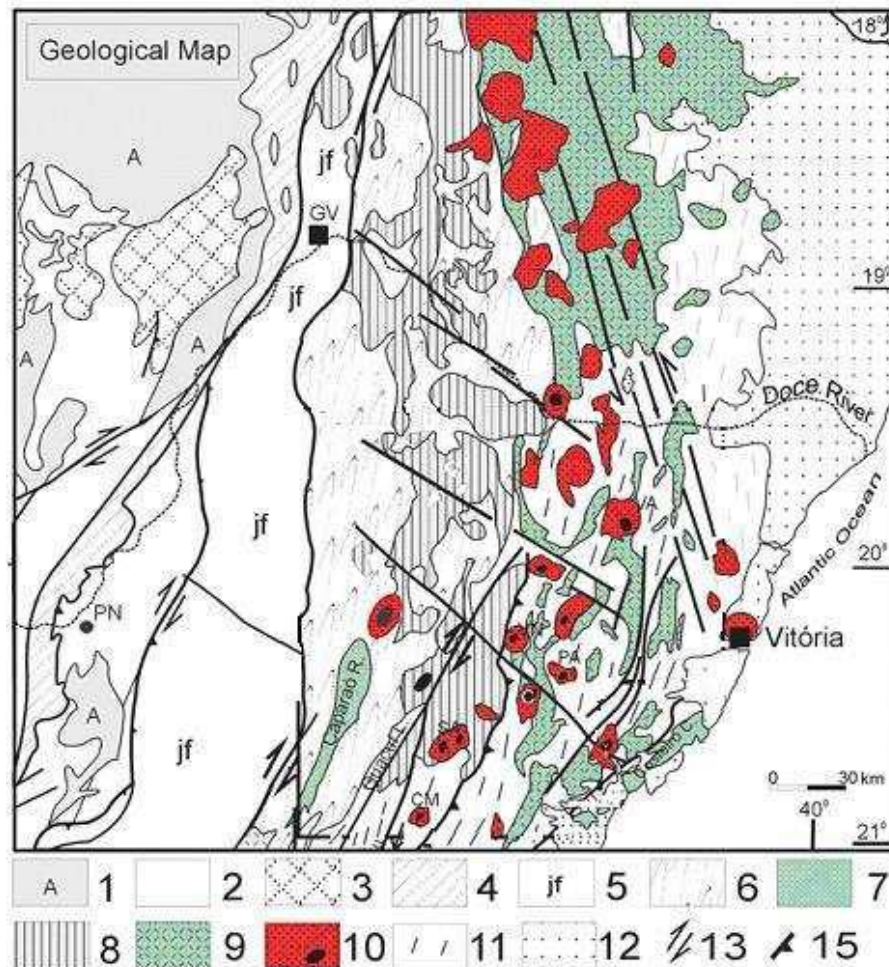 Geological Map
18°
A
jf
GV
jf
19°
A
A
Doce River
jf
Atlantic Ocean
20°
PN
Vitória
PA
A
Caparaó R.
jf
CM
0 30 km
40°
21°
A 1 2 3 4 jf 5 6 7
8 9 10 11 12 13 15